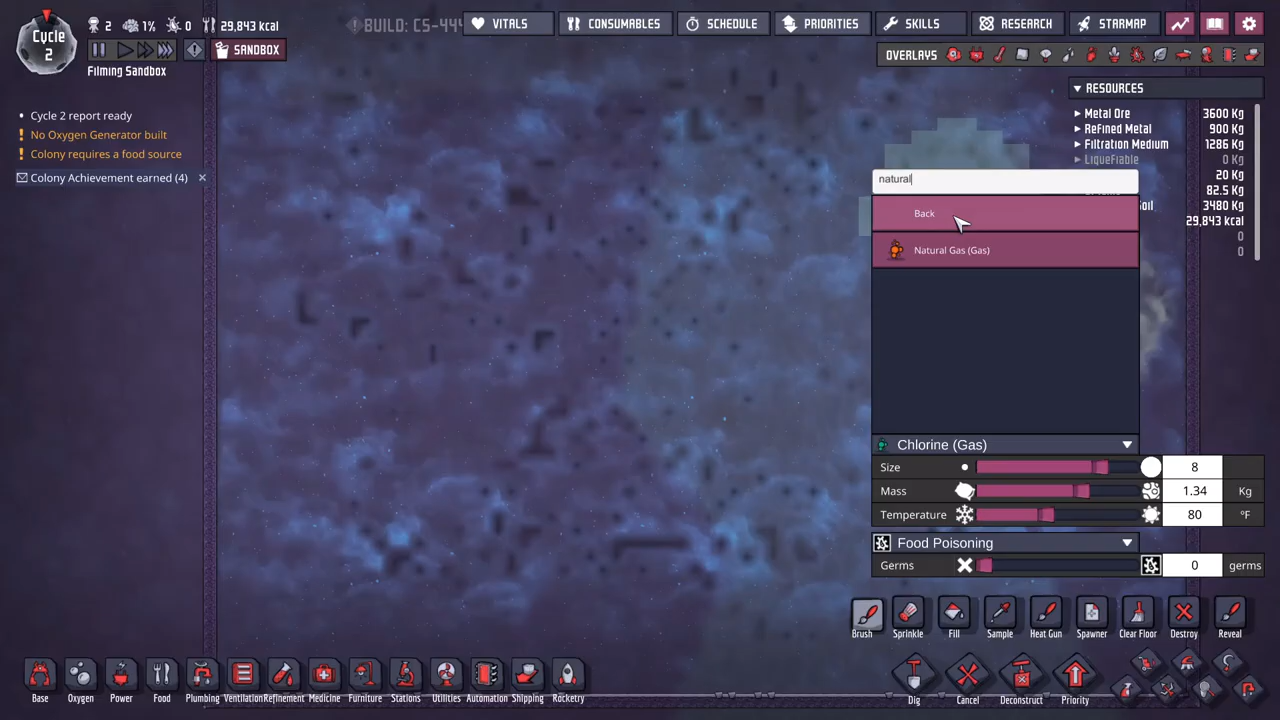 Cycle 2
2 1% 0 29,843 kcal
BUILD: CS-444
VITALS CONSUMABLES SCHEDULE PRIORITIES SKILLS RESEARCH STARMAP
SANDBOX
Filming Sandbox
OVERLAYS
• Cycle 2 report ready
! No Oxygen Generator built
! Colony requires a food source
Colony Achievement earned (4)
RESOURCES
Metal Ore 3600 Kg
Refined Metal 900 Kg
Filtration Medium 1286 Kg
Liquefiable 0 Kg
20 Kg
82.5 Kg
Soil 3480 Kg
29,843 kcal
0
0
natural
Back
Natural Gas (Gas)
Chlorine (Gas)
Size 8
Mass 1.34 Kg
Temperature 80 °F
Food Poisoning
Germs 0 germs
Brush Sprinkle Fill Sample Heat Gun Spawner Clear Floor Destroy Reveal
Base Oxygen Power Food Plumbing Ventilation Refinement Medicine Furniture Stations Utilities Automation Shipping Rocketry
Dig Cancel Deconstruct Priority